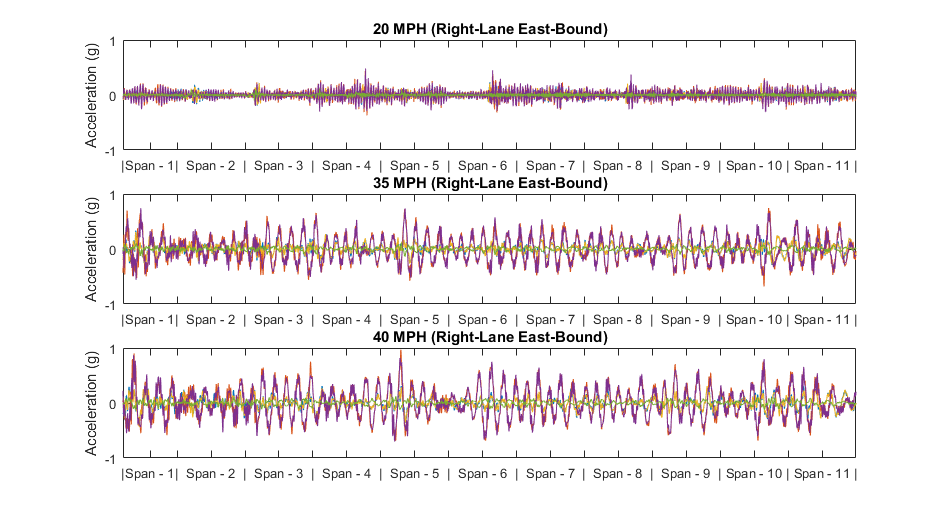 20 MPH (Right-Lane East-Bound)
1
0
-1
Acceleration (g)
|Span - 1| Span - 2 | Span - 3 | Span - 4 | Span - 5 | Span - 6 | Span - 7 | Span - 8 | Span - 9 | Span - 10 | Span - 11 |
35 MPH (Right-Lane East-Bound)
1
0
-1
Acceleration (g)
|Span - 1| Span - 2 | Span - 3 | Span - 4 | Span - 5 | Span - 6 | Span - 7 | Span - 8 | Span - 9 | Span - 10 | Span - 11 |
40 MPH (Right-Lane East-Bound)
1
0
-1
Acceleration (g)
|Span - 1| Span - 2 | Span - 3 | Span - 4 | Span - 5 | Span - 6 | Span - 7 | Span - 8 | Span - 9 | Span - 10 | Span - 11 |